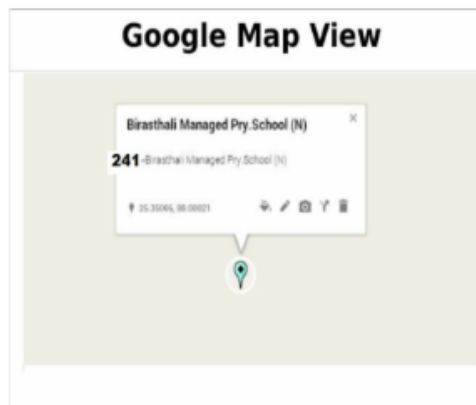 Google Map View
Birasthali Managed Pry.School (N)
241-Birasthali Managed Pry.School (N)